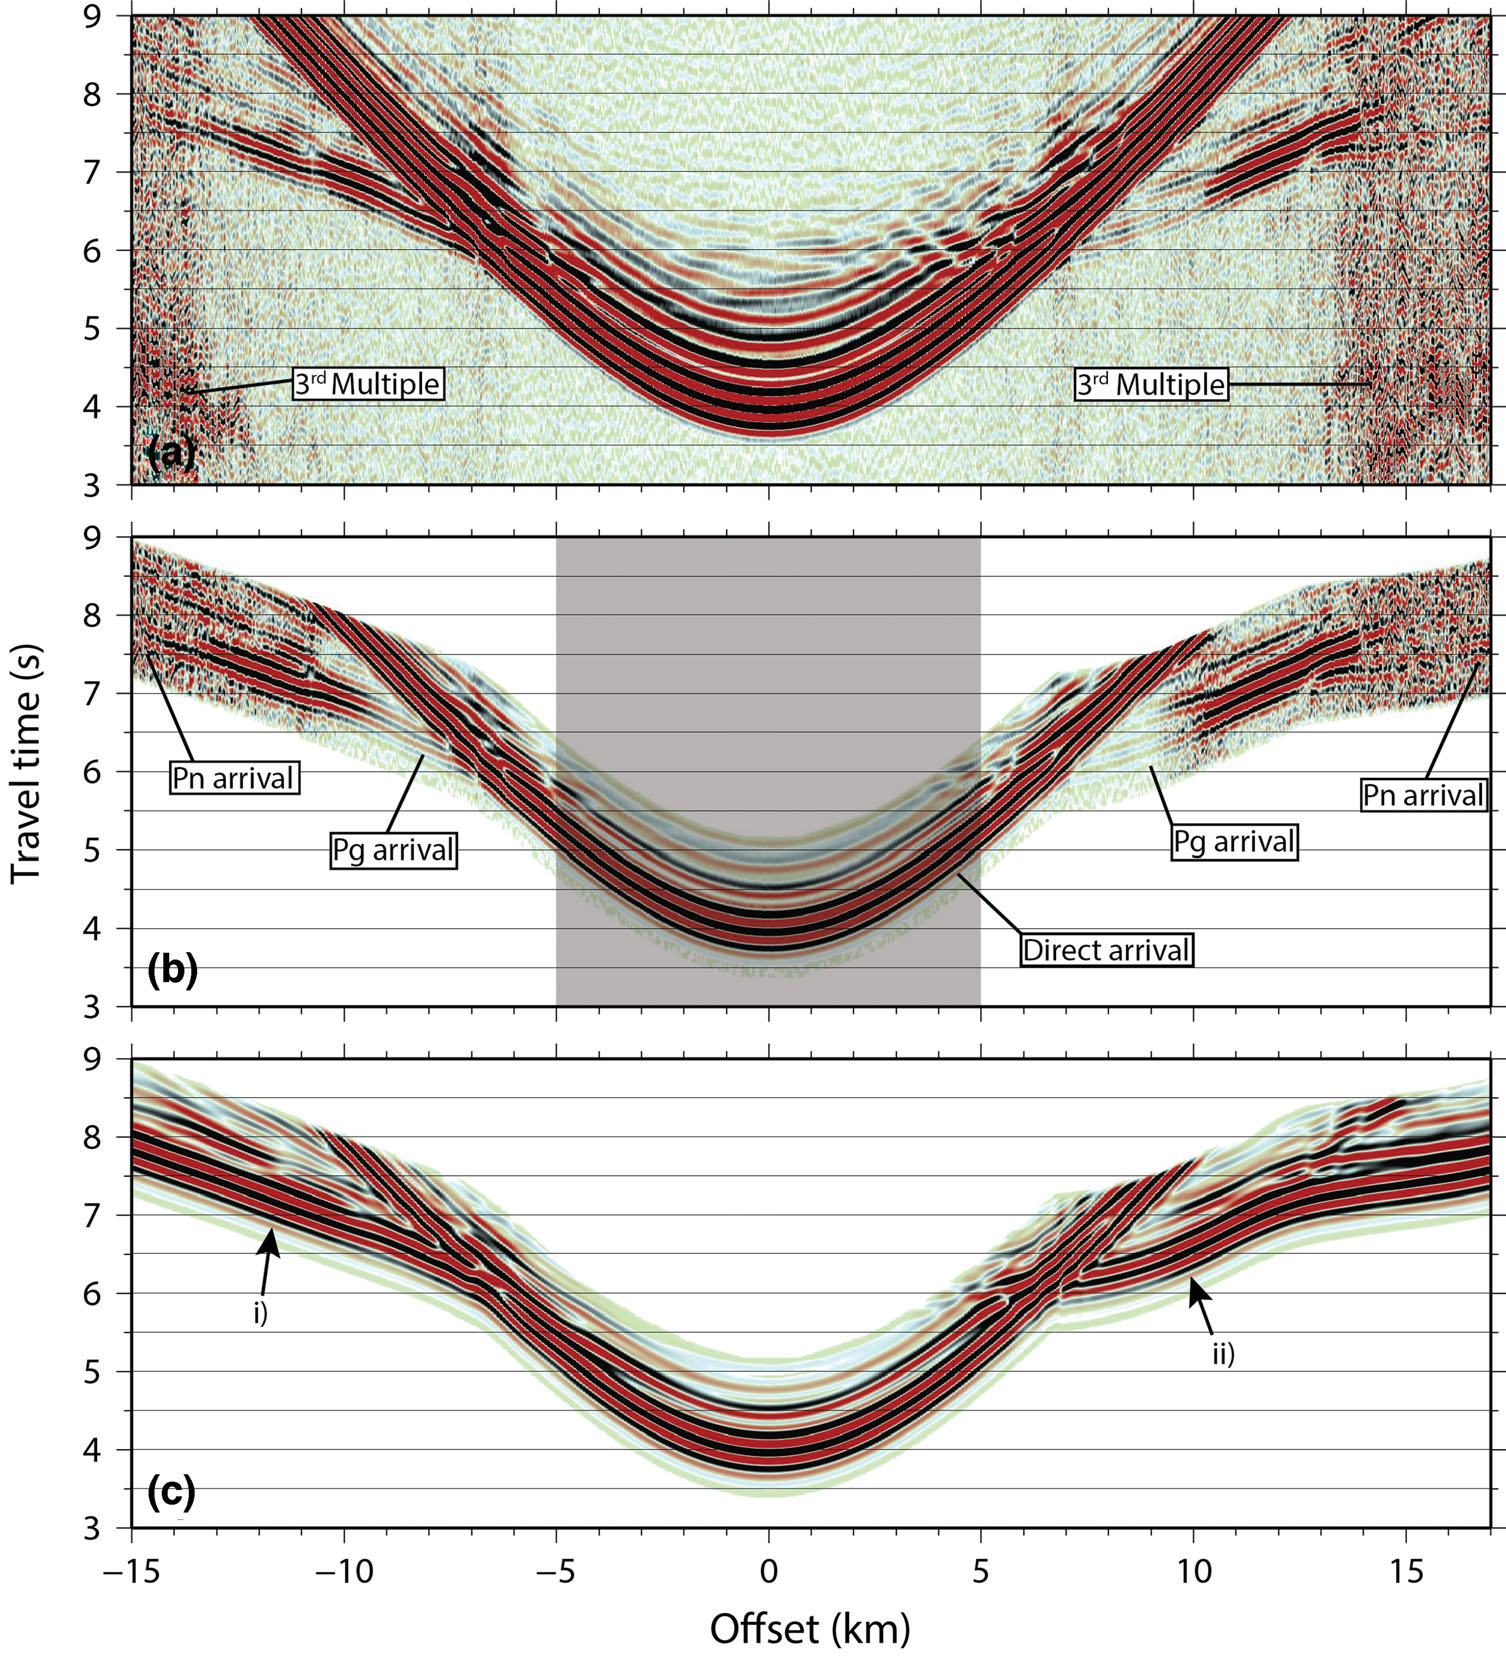 9
8
7
6
5
4
3
3rd Multiple
3rd Multiple
(a)
9
8
7
6
5
4
3
Pn arrival
Pg arrival
Pn arrival
Pg arrival
Direct arrival
(b)
Travel time (s)
9
8
7
6
5
4
3
i)
ii)
(c)
−15 −10 −5 0 5 10 15
Offset (km)